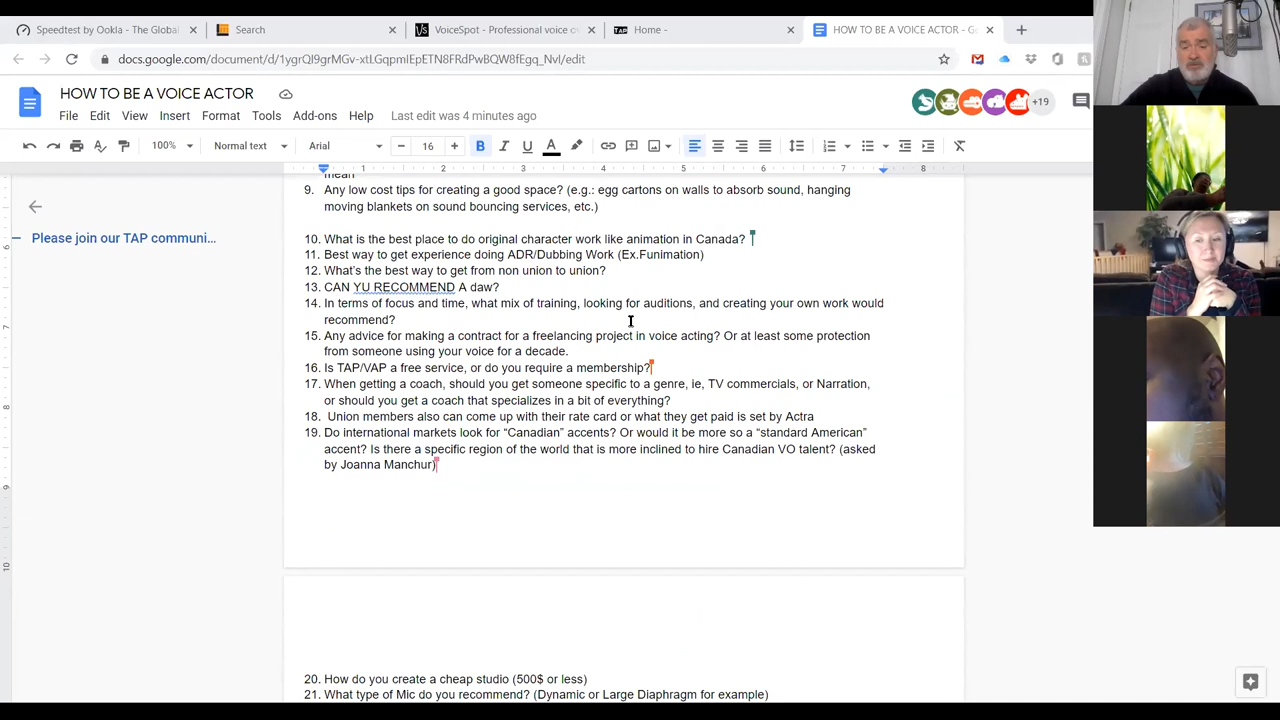 Speedtest by Ookla - The Global
Search
VoiceSpot - Professional voice ov
Home -
HOW TO BE A VOICE ACTOR - Go
HOW TO BE A VOICE ACTOR
File Edit View Insert Format Tools Add-ons Help Last edit was 4 minutes ago
+19
100% Normal text Arial 16
1 2 3 4 5 6 7 8
Please join our TAP communi...
mean
9. Any low cost tips for creating a good space? (e.g.: egg cartons on walls to absorb sound, hanging
moving blankets on sound bouncing services, etc.)
10. What is the best place to do original character work like animation in Canada?
11. Best way to get experience doing ADR/Dubbing Work (Ex.Funimation)
12. What's the best way to get from non union to union?
13. CAN YU RECOMMEND A daw?
14. In terms of focus and time, what mix of training, looking for auditions, and creating your own work would
recommend?
15. Any advice for making a contract for a freelancing project in voice acting? Or at least some protection
from someone using your voice for a decade.
16. Is TAP/VAP a free service, or do you require a membership?
17. When getting a coach, should you get someone specific to a genre, ie, TV commercials, or Narration,
or should you get a coach that specializes in a bit of everything?
18. Union members also can come up with their rate card or what they get paid is set by Actra
19. Do international markets look for "Canadian" accents? Or would it be more so a "standard American"
accent? Is there a specific region of the world that is more inclined to hire Canadian VO talent? (asked
by Joanna Manchur)
20. How do you create a cheap studio (500$ or less)
21. What type of Mic do you recommend? (Dynamic or Large Diaphragm for example)